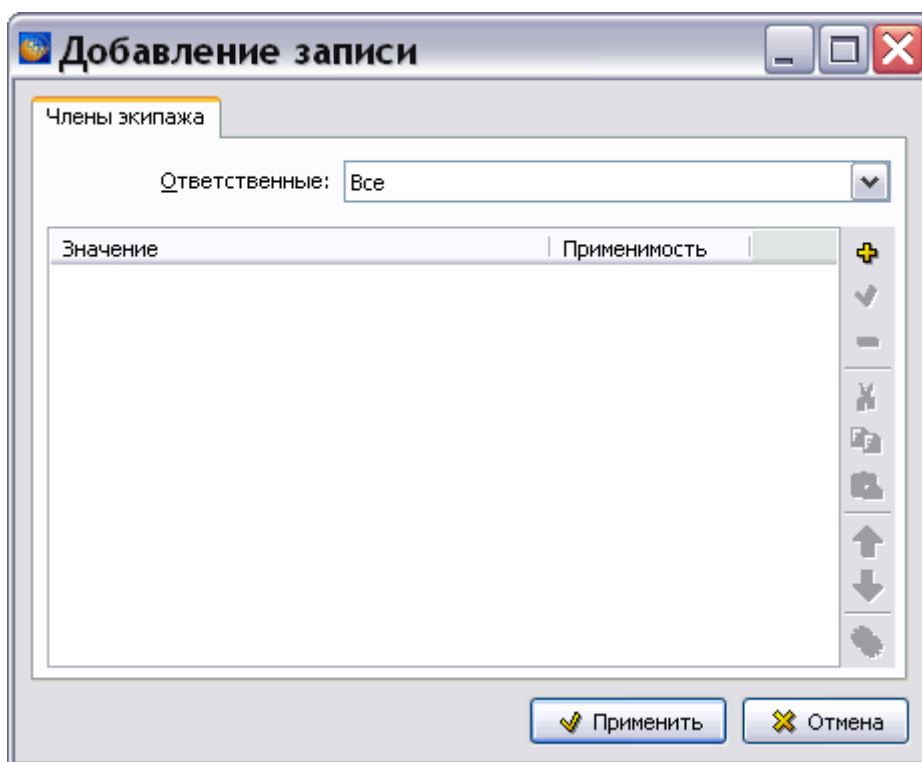 Добавление записи
Члены экипажа
Ответственные: Все
Значение Применимость
Применить Отмена